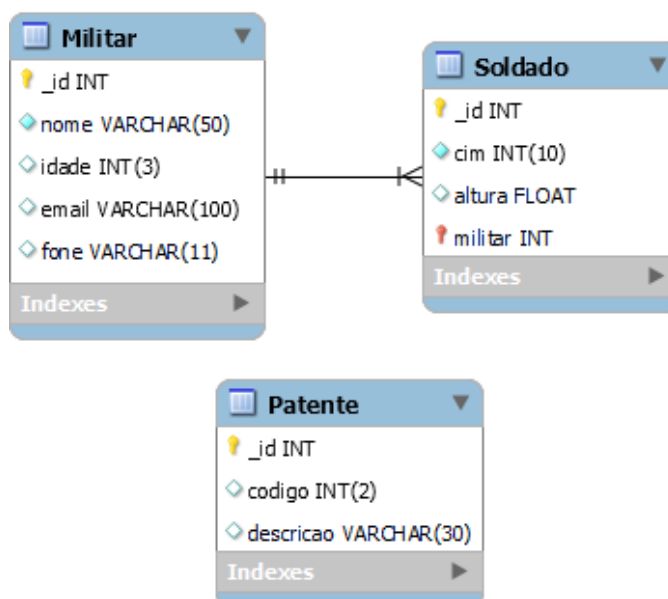 Militar
_id INT
nome VARCHAR(50)
idade INT(3)
email VARCHAR(100)
fone VARCHAR(11)
Indexes
Soldado
_id INT
cim INT(10)
altura FLOAT
militar INT
Indexes
Patente
_id INT
codigo INT(2)
descricao VARCHAR(30)
Indexes